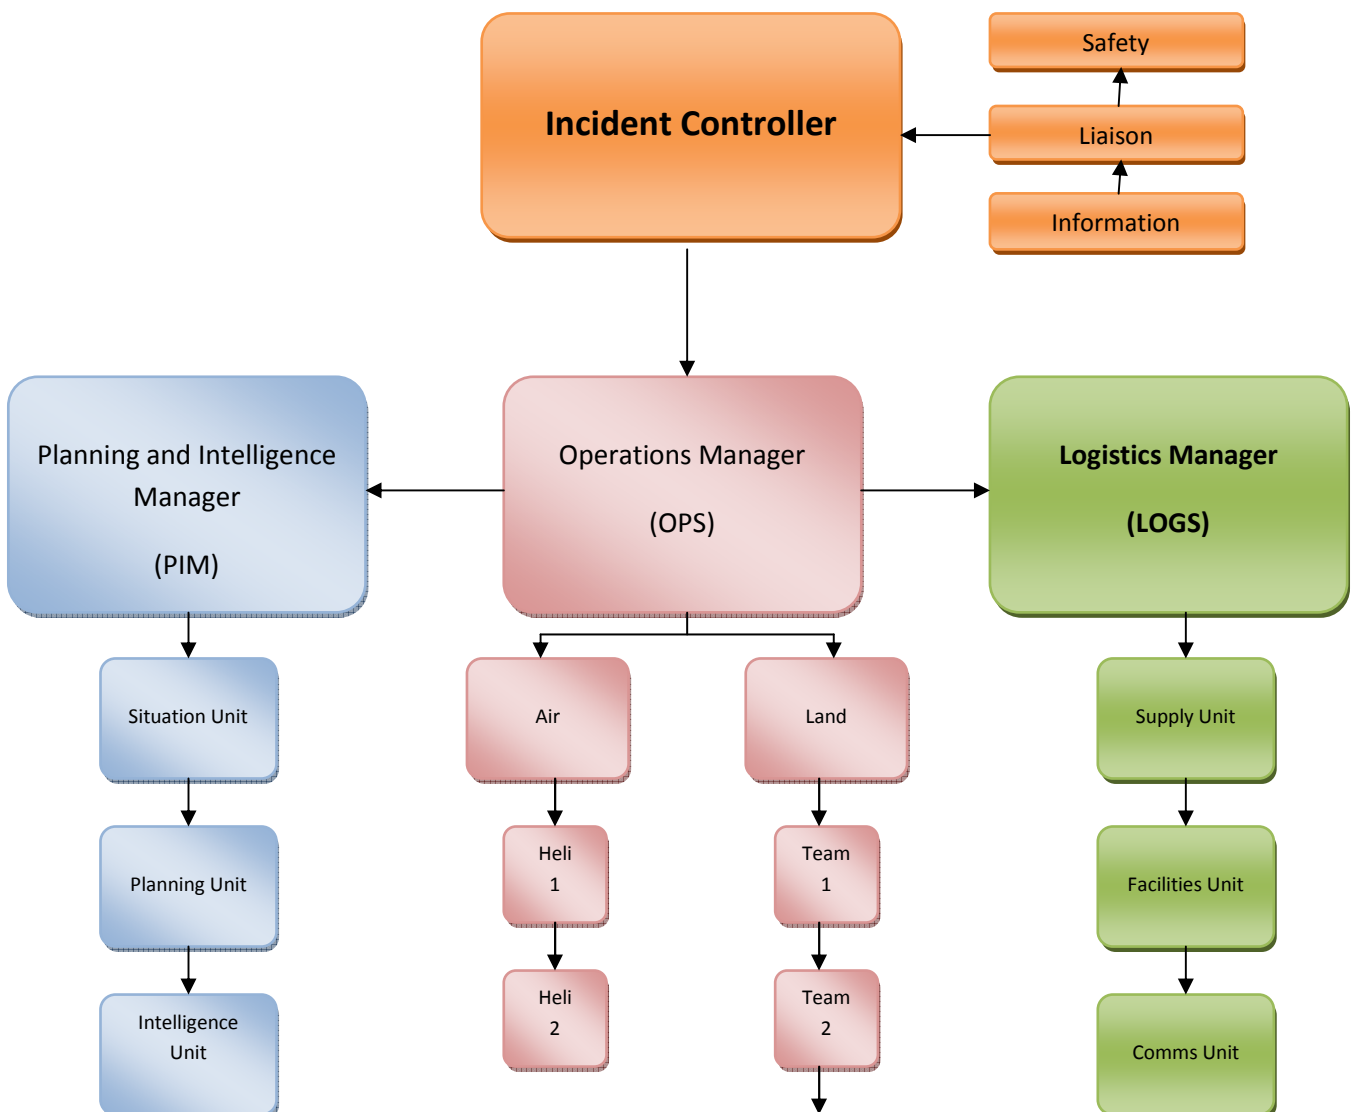 Safety
Incident Controller
Liaison
Information
Planning and Intelligence
Manager
(PIM)
Operations Manager
(OPS)
Logistics Manager
(LOGS)
Situation Unit
Air
Land
Supply Unit
Planning Unit
Heli
1
Team
1
Facilities Unit
Intelligence
Unit
Heli
2
Team
2
Comms Unit